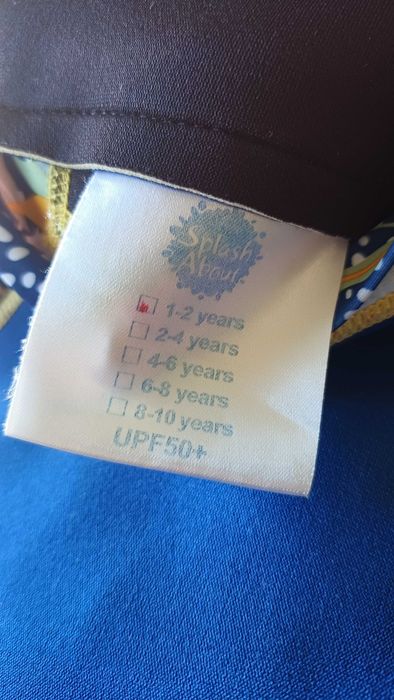 Splash
About
1-2 years
2-4 years
4-6 years
6-8 years
8-10 years
UPF50+